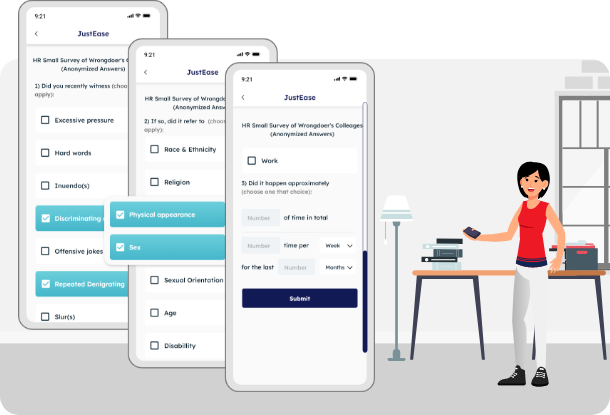 9:21
JustEase
HR Small Survey of Wrongdoer's Colleages
(Anonymized Answers)
1) Did you recently witness (choo
apply):
Excessive pressure
Hard words
Inuendo(s)
Discriminating
Offensive jokes
Repeated Denigrating
Slur(s)
9:21
JustEase
HR Small Survey of Wrongd
(Anonymized Answ
2) If so, did it refer to (choo
apply):
Race & Ethnicity
Religion
Physical appearance
Sex
Sexual Orientation
Age
Disability
9:21
JustEase
HR Small Survey of Wrongdoer's Colleages
(Anonymized Answers)
Work
3) Did it happen approximately
(choose one that choice):
Number of time in total
Number time per Week
for the last Number Months
Submit